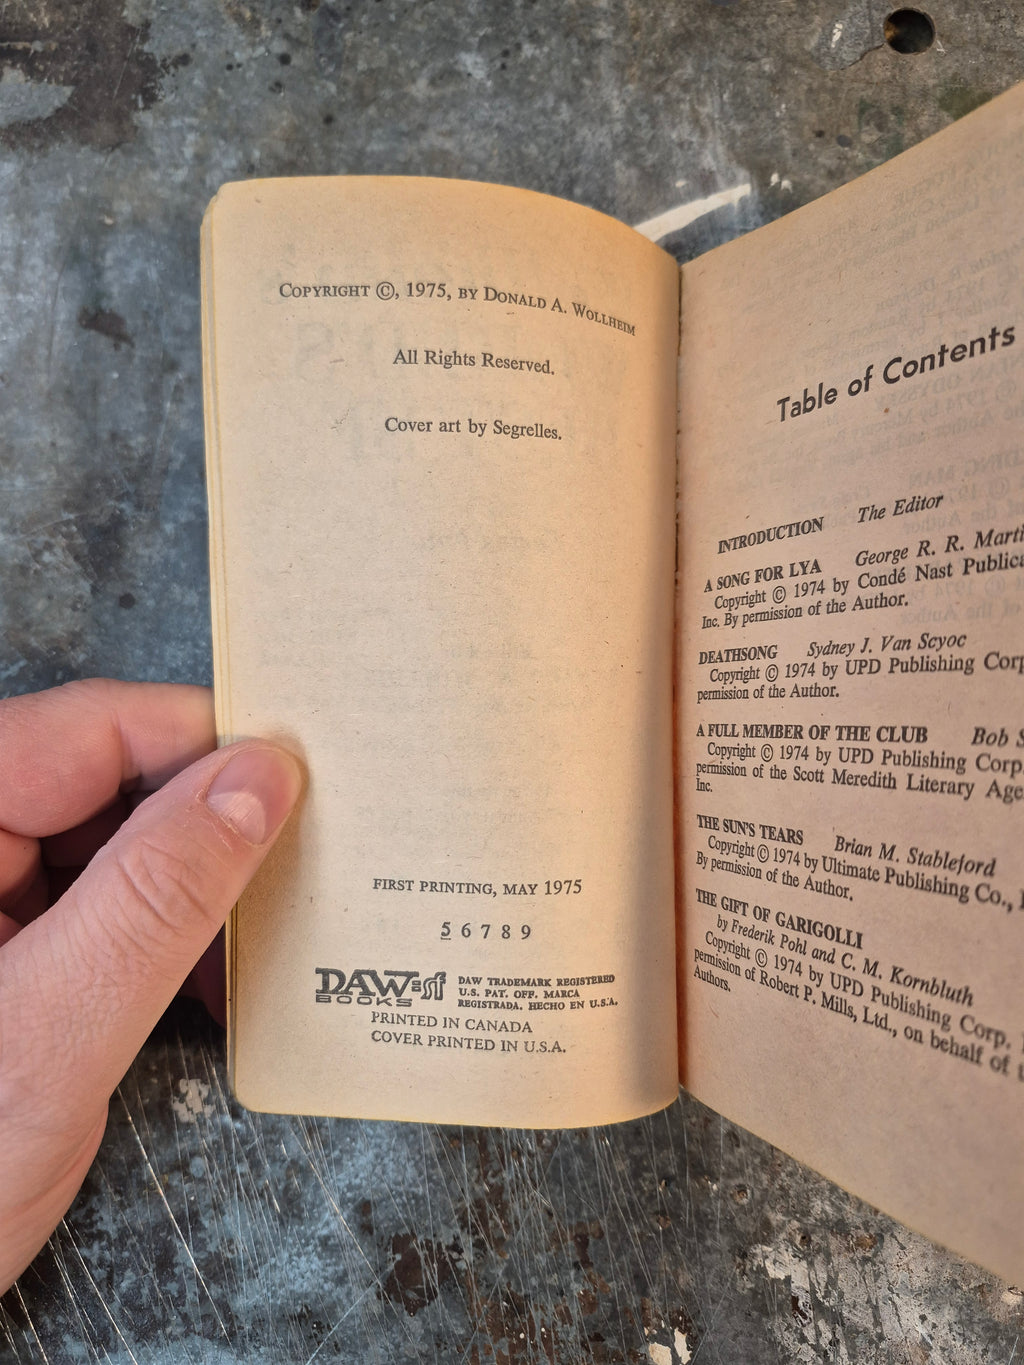 COPYRIGHT ©, 1975, BY DONALD A. WOLLHEIM
All Rights Reserved.
Cover art by Segrelles.
FIRST PRINTING, MAY 1975
5 6 7 8 9
DAW=sf
BOOKS
DAW TRADEMARK REGISTERED
U.S. PAT. OFF. MARCA
REGISTRADA. HECHO EN U.S.A.
PRINTED IN CANADA
COVER PRINTED IN U.S.A.
Table of Contents
INTRODUCTION The Editor
A SONG FOR LYA George R. R. Marti
Copyright © 1974 by Condé Nast Publica
Inc. By permission of the Author.
DEATHSONG Sydney J. Van Scyoc
Copyright © 1974 by UPD Publishing Corp
permission of the Author.
A FULL MEMBER OF THE CLUB Bob S
Copyright © 1974 by UPD Publishing Corp.
permission of the Scott Meredith Literary Age
Inc.
THE SUN'S TEARS Brian M. Stableford
Copyright © 1974 by Ultimate Publishing Co.,
By permission of the Author.
THE GIFT OF GARIGOLLI
by Frederik Pohl and C. M. Kornbluth
Copyright © 1974 by UPD Publishing Corp.
permission of Robert P. Mills, Ltd., on behalf of
Authors.